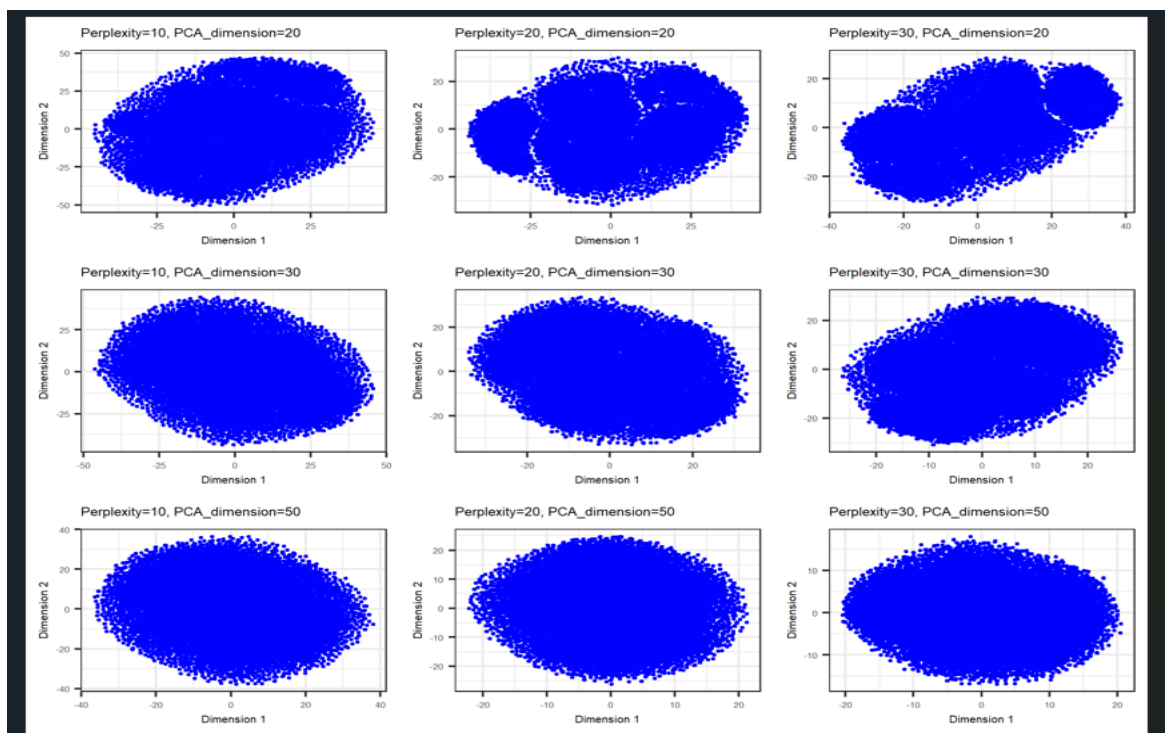 Perplexity=10, PCA_dimension=20
Perplexity=20, PCA_dimension=20
Perplexity=30, PCA_dimension=20
Dimension 2
50
25
0
-25
-50
-25
0
25
Dimension 1
Dimension 2
20
0
-20
-25
0
25
Dimension 1
Dimension 2
20
0
-20
-40
-20
0
20
40
Dimension 1
Perplexity=10, PCA_dimension=30
Perplexity=20, PCA_dimension=30
Perplexity=30, PCA_dimension=30
Dimension 2
25
0
-25
-50
-25
0
25
50
Dimension 1
Dimension 2
20
0
-20
-20
0
20
Dimension 1
Dimension 2
20
0
-20
-20
-10
0
10
20
Dimension 1
Perplexity=10, PCA_dimension=50
Perplexity=20, PCA_dimension=50
Perplexity=30, PCA_dimension=50
Dimension 2
40
20
0
-20
-40
-40
-20
0
20
40
Dimension 1
Dimension 2
20
10
0
-10
-20
-20
-10
0
10
20
Dimension 1
Dimension 2
10
0
-10
-20
-10
0
10
20
Dimension 1